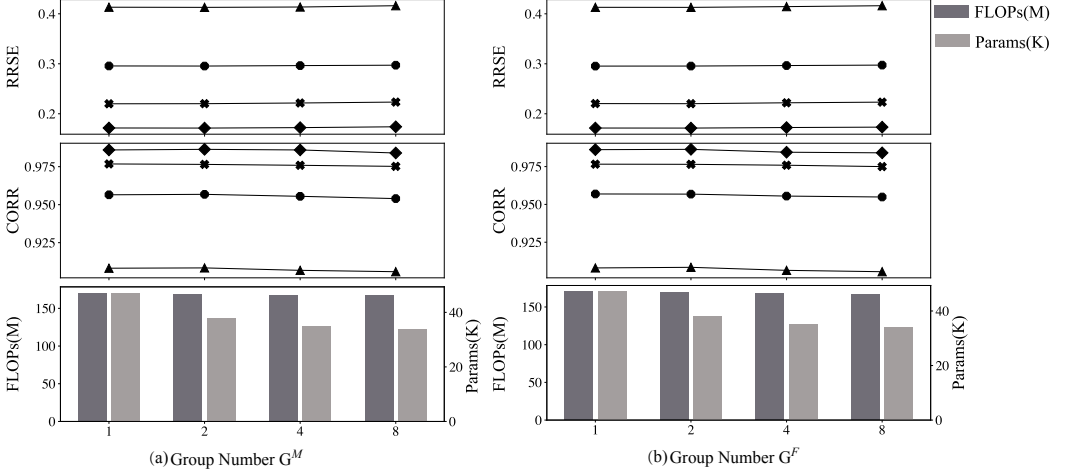 0.4
0.3
0.2
RRSE
0.975
0.950
0.925
CORR
150
100
50
0
FLOPs(M)
40
20
0
Params(K)
1 2 4 8
(a) Group Number G^M
0.4
0.3
0.2
RRSE
0.975
0.950
0.925
CORR
150
100
50
0
FLOPs(M)
40
20
0
Params(K)
1 2 4 8
(b) Group Number G^F
FLOPs(M)
Params(K)